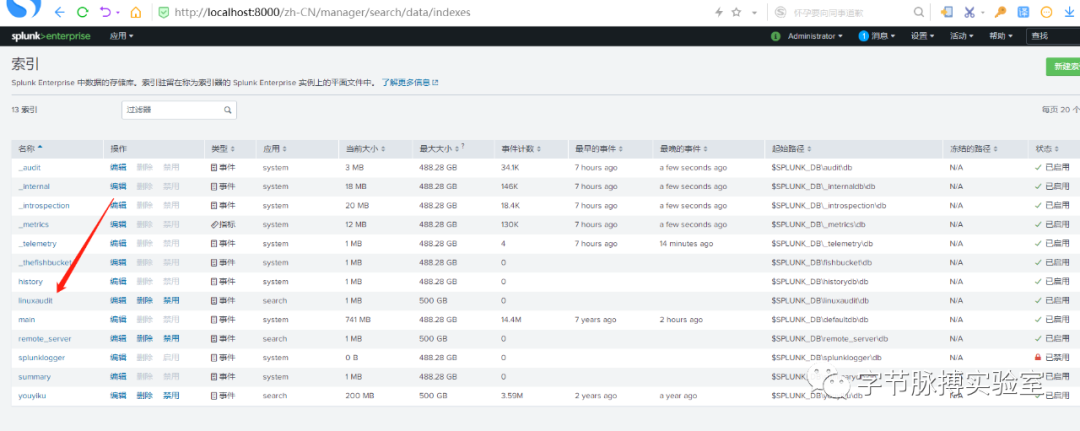 http://localhost:8000/zh-CN/manager/search/data/indexes
怀孕要向同事道歉
splunk>enterprise 应用 Administrator 1 消息 设置 活动 帮助 查找
索引
Splunk Enterprise 中数据的存储库。索引驻留在称为索引器的 Splunk Enterprise 实例上的平面文件中。 了解更多信息
新建索
13 索引 过滤器 每页 20 个
名称 操作 类型 应用 当前大小 最大大小 ? 事件计数 最早的事件 最晚的事件 起始路径 冻结的路径 状态
_audit 编辑 删除 禁用 事件 system 3 MB 488.28 GB 34.1K 7 hours ago a few seconds ago $SPLUNK_DB\audit\db N/A 已启用
_internal 编辑 删除 禁用 事件 system 18 MB 488.28 GB 146K 7 hours ago a few seconds ago $SPLUNK_DB\_internaldb\db N/A 已启用
_introspection 编辑 删除 禁用 事件 system 20 MB 488.28 GB 18.4K 7 hours ago a few seconds ago $SPLUNK_DB\_introspection\db N/A 已启用
_metrics 编辑 删除 禁用 指标 system 12 MB 488.28 GB 130K 7 hours ago a few seconds ago $SPLUNK_DB\_metrics\db N/A 已启用
_telemetry 编辑 删除 禁用 事件 system 1 MB 488.28 GB 4 7 hours ago 14 minutes ago $SPLUNK_DB\_telemetry\db N/A 已启用
_thefishbucket 编辑 删除 禁用 事件 system 1 MB 488.28 GB 0 $SPLUNK_DB\fishbucket\db N/A 已启用
history 编辑 删除 禁用 事件 system 1 MB 488.28 GB 0 $SPLUNK_DB\historydb\db N/A 已启用
linuxaudit 编辑 删除 禁用 事件 search 1 MB 500 GB 0 $SPLUNK_DB\linuxaudit\db N/A 已启用
main 编辑 删除 禁用 事件 system 741 MB 488.28 GB 14.4M 7 years ago 2 hours ago $SPLUNK_DB\defaultdb\db N/A 已启用
remote_server 编辑 删除 禁用 事件 search 1 MB 500 GB 0 $SPLUNK_DB\remote_server\db N/A 已启用
splunklogger 编辑 删除 启用 事件 system 0 B 488.28 GB 0 $SPLUNK_DB\splunklogger\db N/A 已禁用
summary 编辑 删除 禁用 事件 system 1 MB 488.28 GB 0 已启用
youyiku 编辑 删除 禁用 事件 search 200 MB 500 GB 3.59M 2 years ago a year ago N/A 已启用
字节脉搏实验室